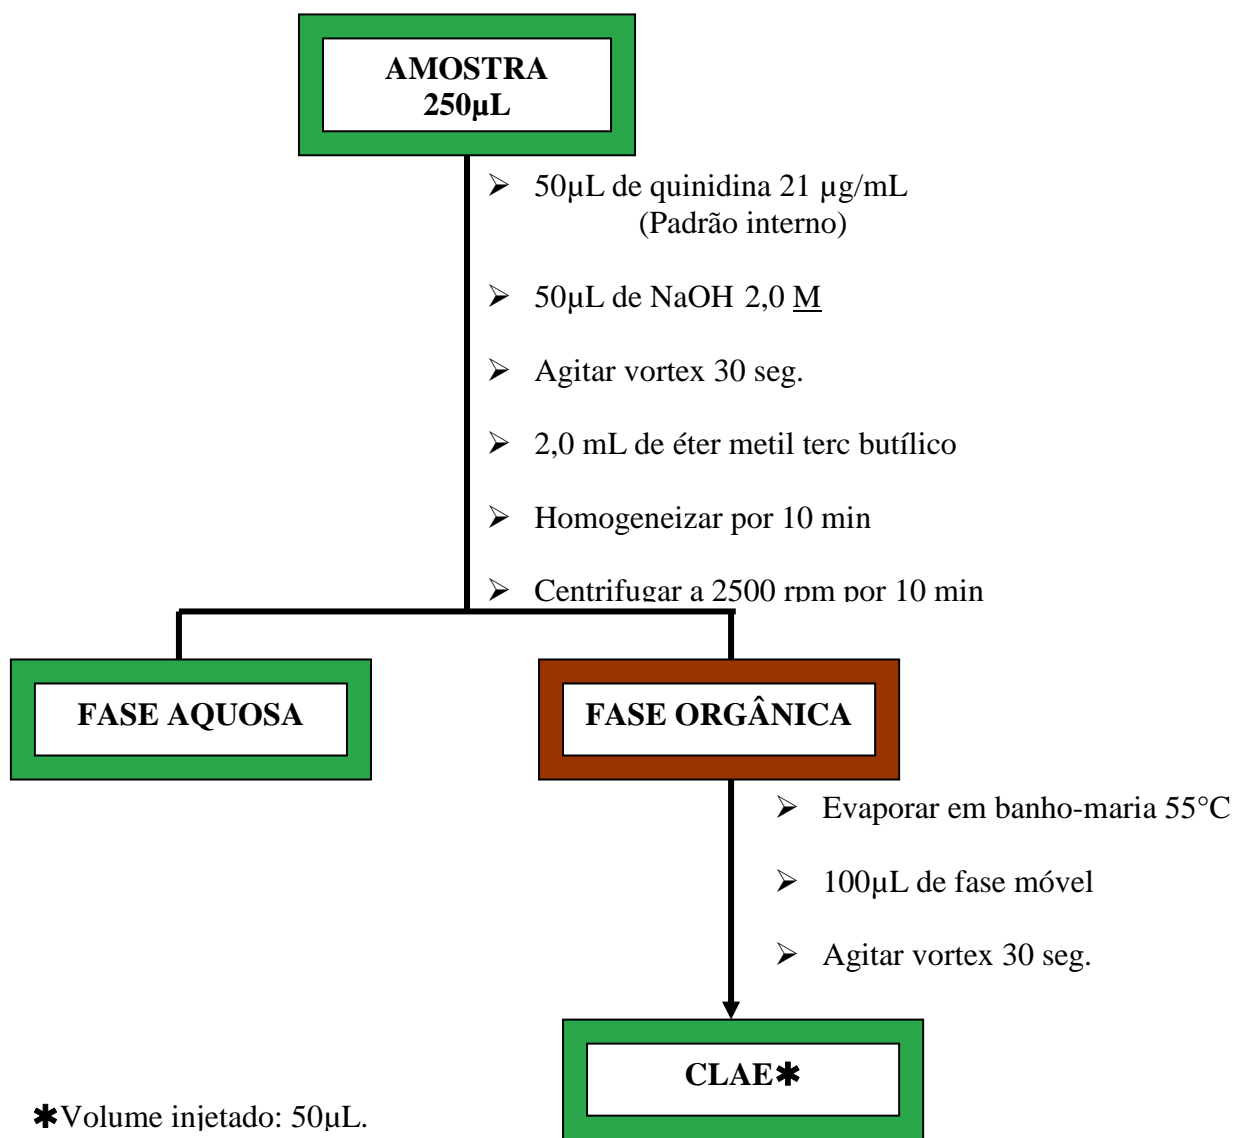 AMOSTRA
250µL
➢ 50µL de quinidina 21 µg/mL
(Padrão interno)
➢ 50µL de NaOH 2,0 M
➢ Agitar vortex 30 seg.
➢ 2,0 mL de éter metil terc butílico
➢ Homogeneizar por 10 min
➢ Centrifugar a 2500 rpm por 10 min
FASE AQUOSA
FASE ORGÂNICA
➢ Evaporar em banho-maria 55°C
➢ 100µL de fase móvel
➢ Agitar vortex 30 seg.
CLAE✱
✱Volume injetado: 50µL.